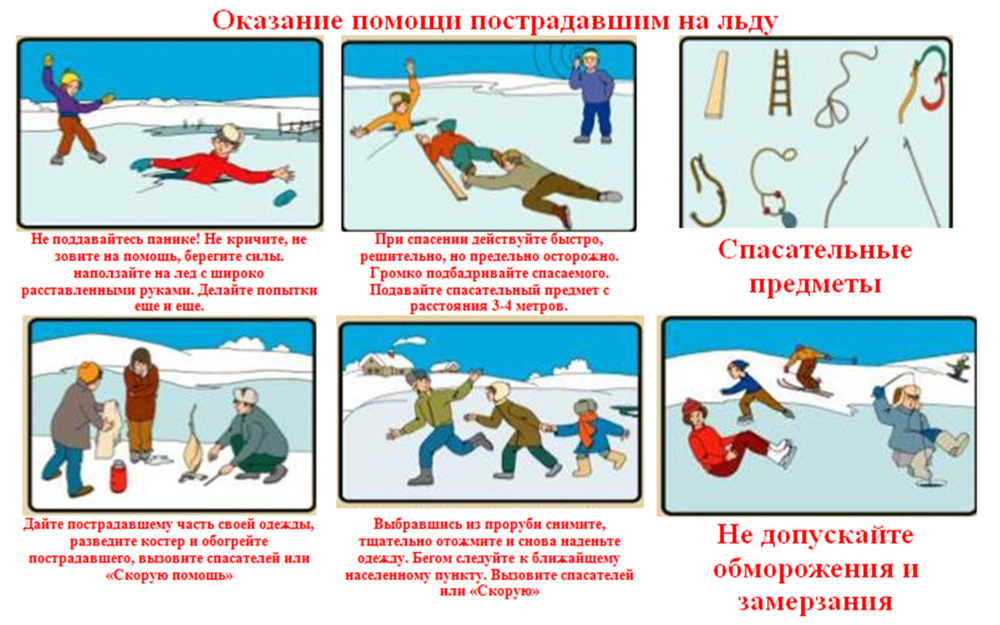 Оказание помощи пострадавшим на льду
Не поддавайтесь панике! Не кричите, не
зовите на помощь, берегите силы.
наползайте на лед с широко
расставленными руками. Делайте попытки
еще и еще.
При спасении действуйте быстро,
решительно, но предельно осторожно.
Громко подбадривайте спасаемого.
Подавайте спасательный предмет с
расстояния 3-4 метров.
Спасательные
предметы
Дайте пострадавшему часть своей одежды,
разведите костер и обогрейте
пострадавшего, вызовите спасателей или
«Скорую помощь»
Выбравшись из проруби снимите,
тщательно отожмите и снова наденьте
одежду. Бегом следуйте к ближайшему
населенному пункту. Вызовите спасателей
или «Скорую»
Не допускайте
обморожения и
замерзания